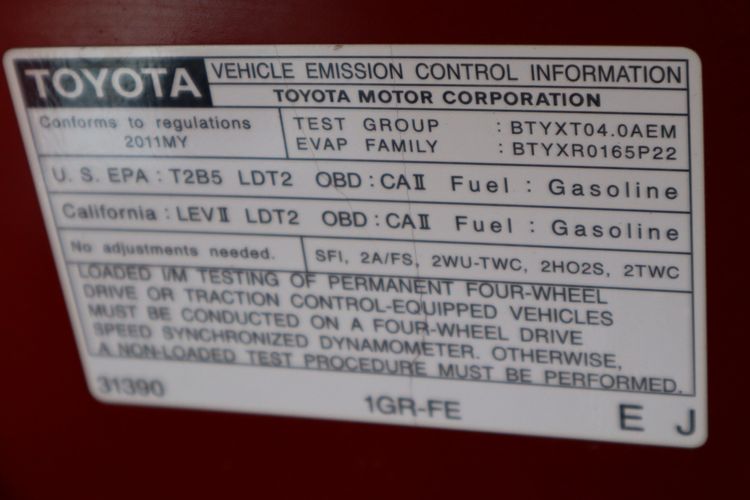 TOYOTA VEHICLE EMISSION CONTROL INFORMATION
TOYOTA MOTOR CORPORATION
Conforms to regulations
2011MY
TEST GROUP : BTYXT04.0AEM
EVAP FAMILY : BTYXR0165P22
U. S. EPA : T2B5 LDT2 OBD : CAⅡ Fuel : Gasoline
California : LEVⅡ LDT2 OBD : CAⅡ Fuel : Gasoline
No adjustments needed. SFI, 2A/FS, 2WU-TWC, 2HO2S, 2TWC
LOADED I/M TESTING OF PERMANENT FOUR-WHEEL
DRIVE OR TRACTION CONTROL-EQUIPPED VEHICLES
MUST BE CONDUCTED ON A FOUR-WHEEL DRIVE
SPEED SYNCHRONIZED DYNAMOMETER. OTHERWISE,
A NON-LOADED TEST PROCEDURE MUST BE PERFORMED.
31390 1GR-FE E J